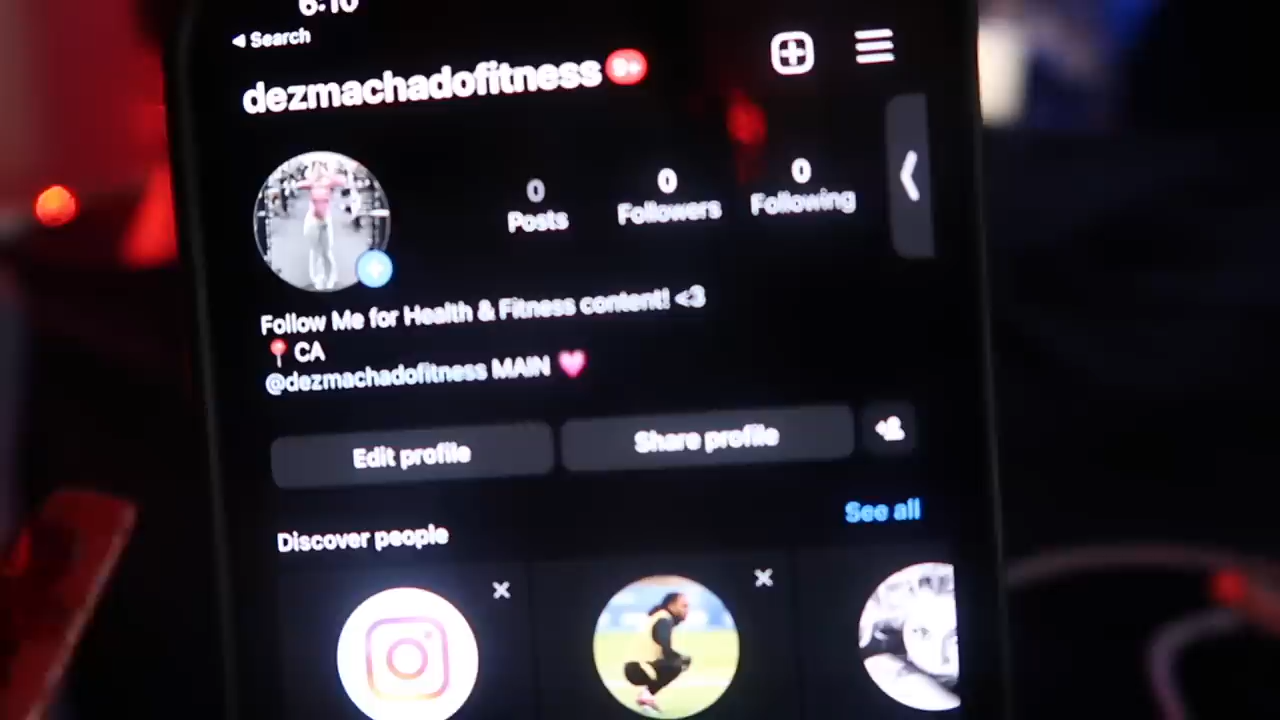 6:10
◀ Search
dezmachadofitness 9+
0 0 0
Posts Followers Following
Follow Me for Health & Fitness content! <3
📍 CA
@dezmachadofitness MAIN 💗
Edit profile Share profile
Discover people See all